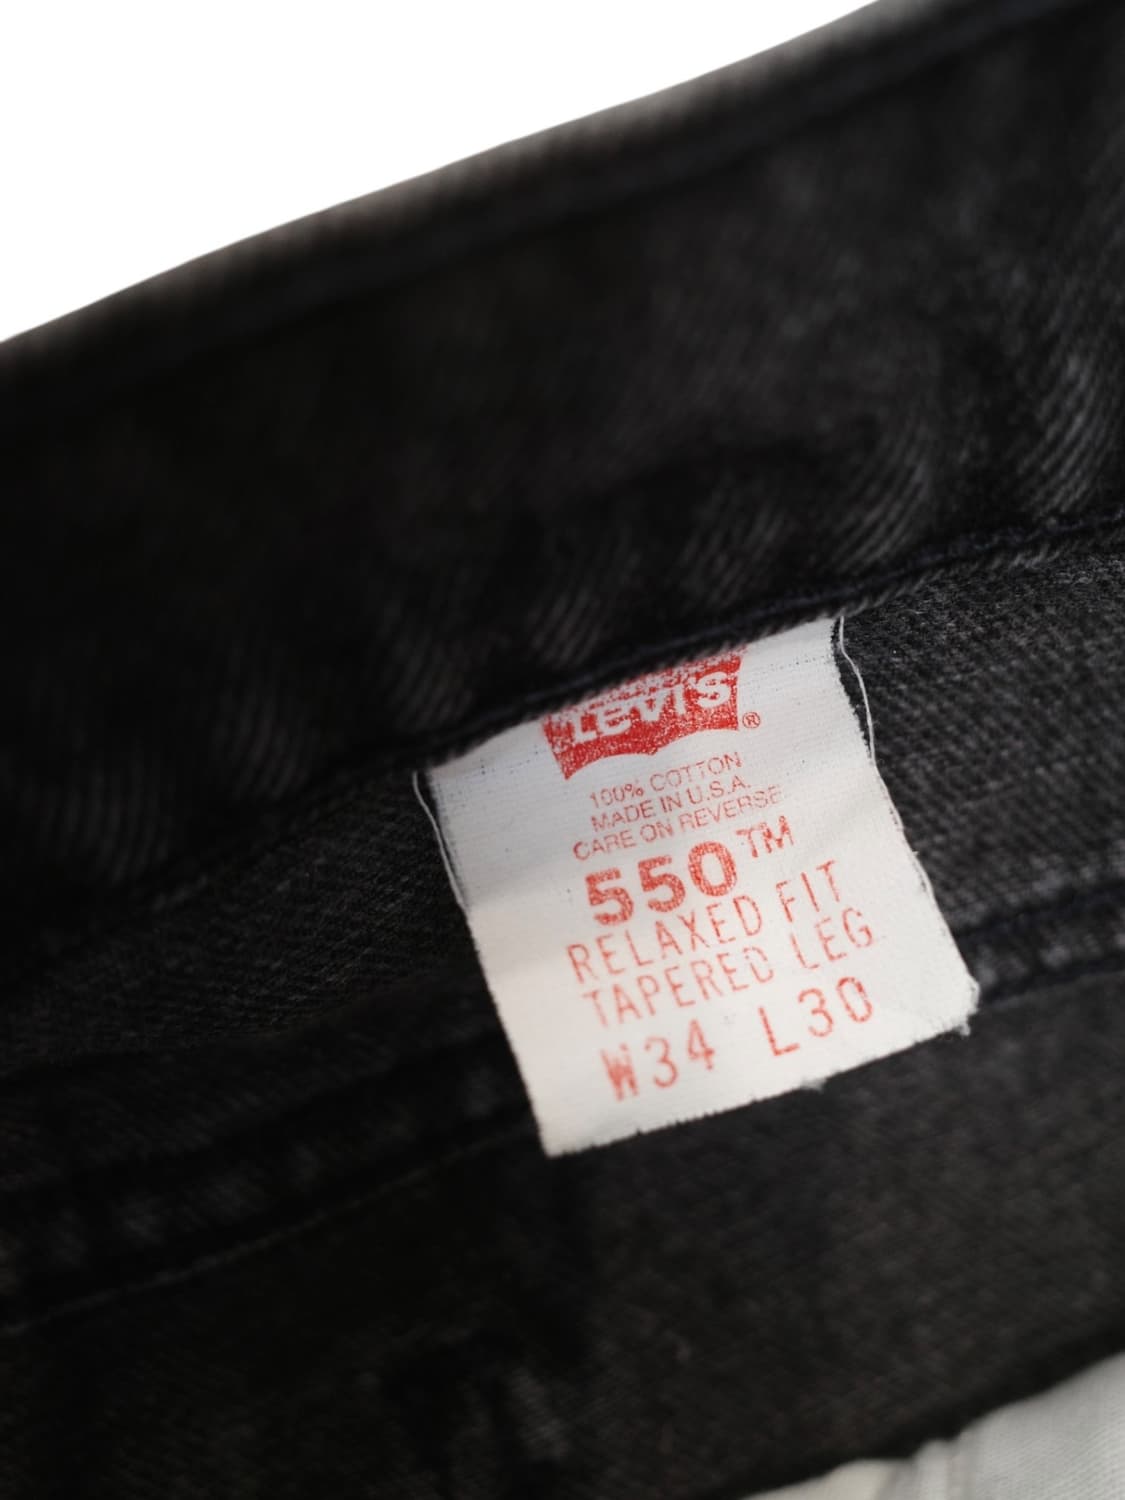 Levi's®
100% COTTON
MADE IN U.S.A.
CARE ON REVERSE
550™
RELAXED FIT
TAPERED LEG
W34 L30